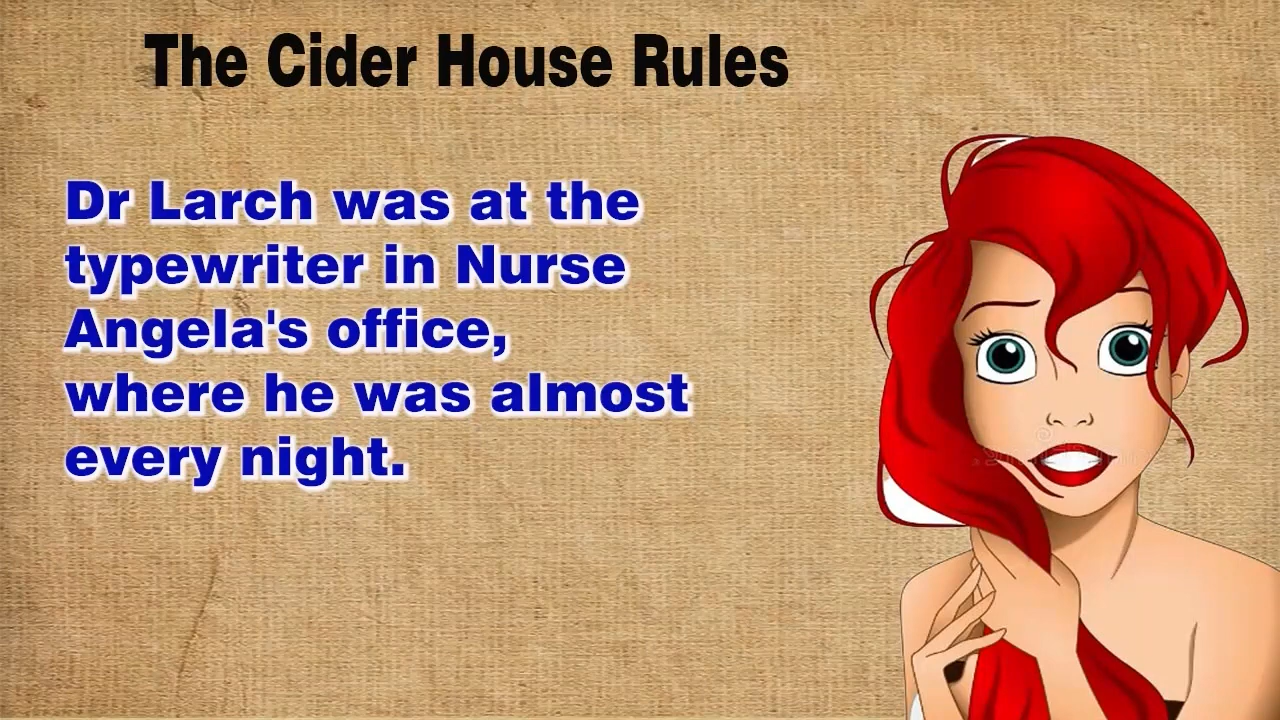 The Cider House Rules
Dr Larch was at the
typewriter in Nurse
Angela's office,
where he was almost
every night.